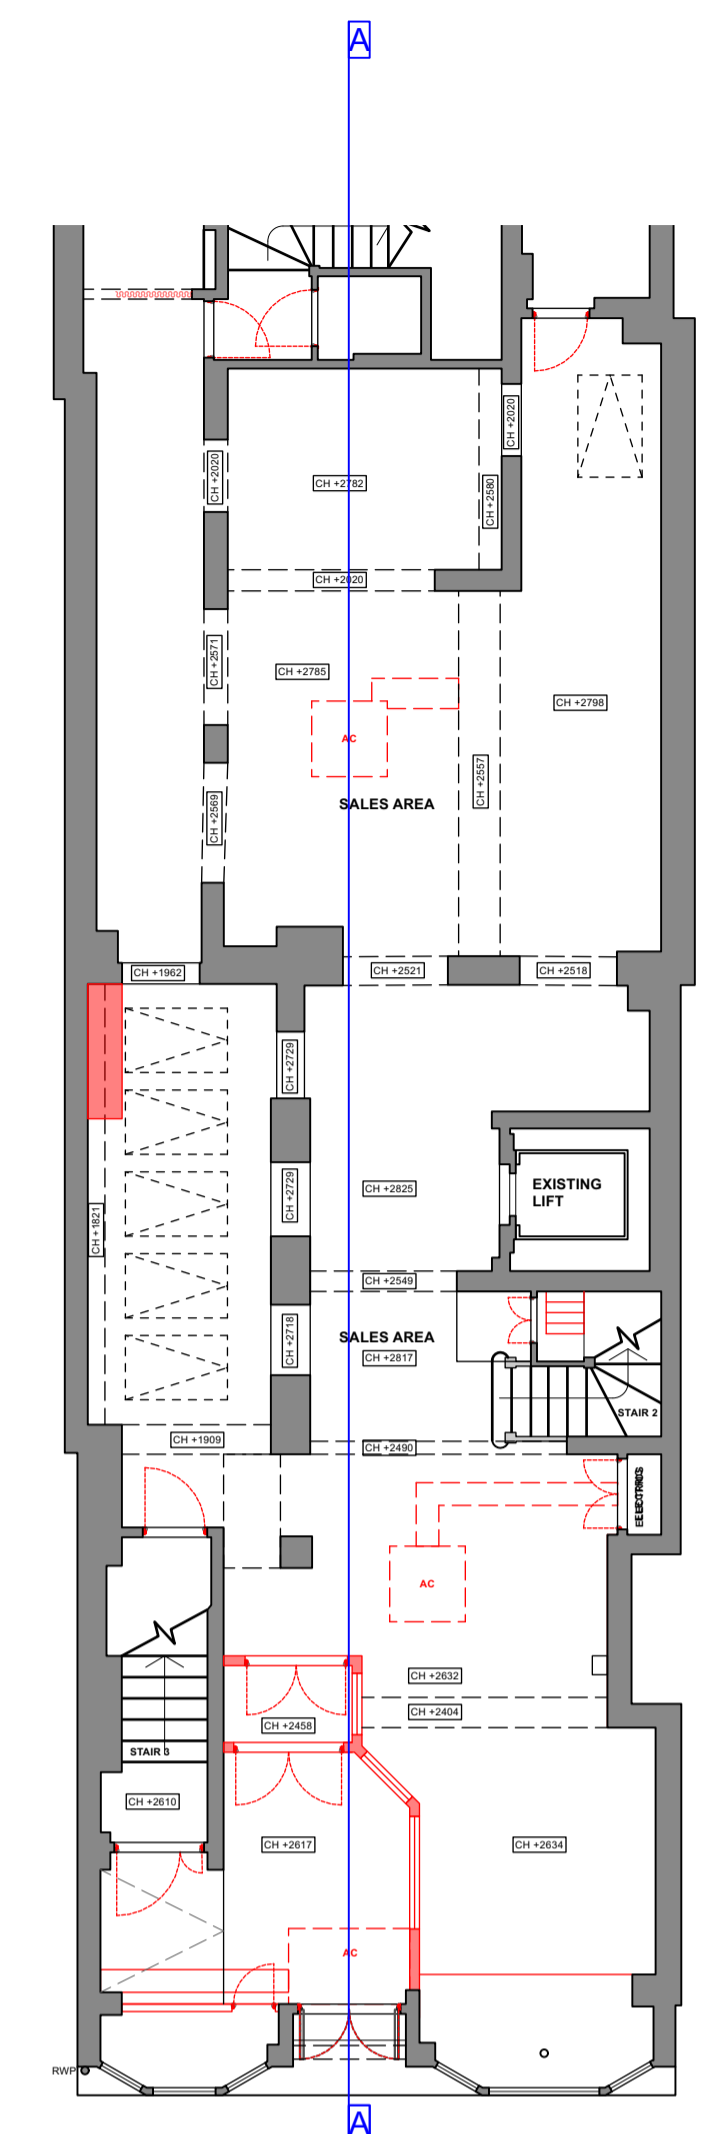 A
CH +2020
CH +2020
CH +2782
CH +2580
CH +2020
CH +2571
CH +2785
CH +2798
AC
CH +2557
CH +2569
SALES AREA
CH +1962
CH +2521
CH +2518
CH +2729
CH +2729
CH +2825
EXISTING
LIFT
CH +1821
CH +2549
CH +2718
SALES AREA
CH +2817
STAIR 2
CH +1909
CH +2490
AC
CH +2632
CH +2404
CH +2458
STAIR 3
CH +2610
CH +2617
CH +2634
AC
RWP
A